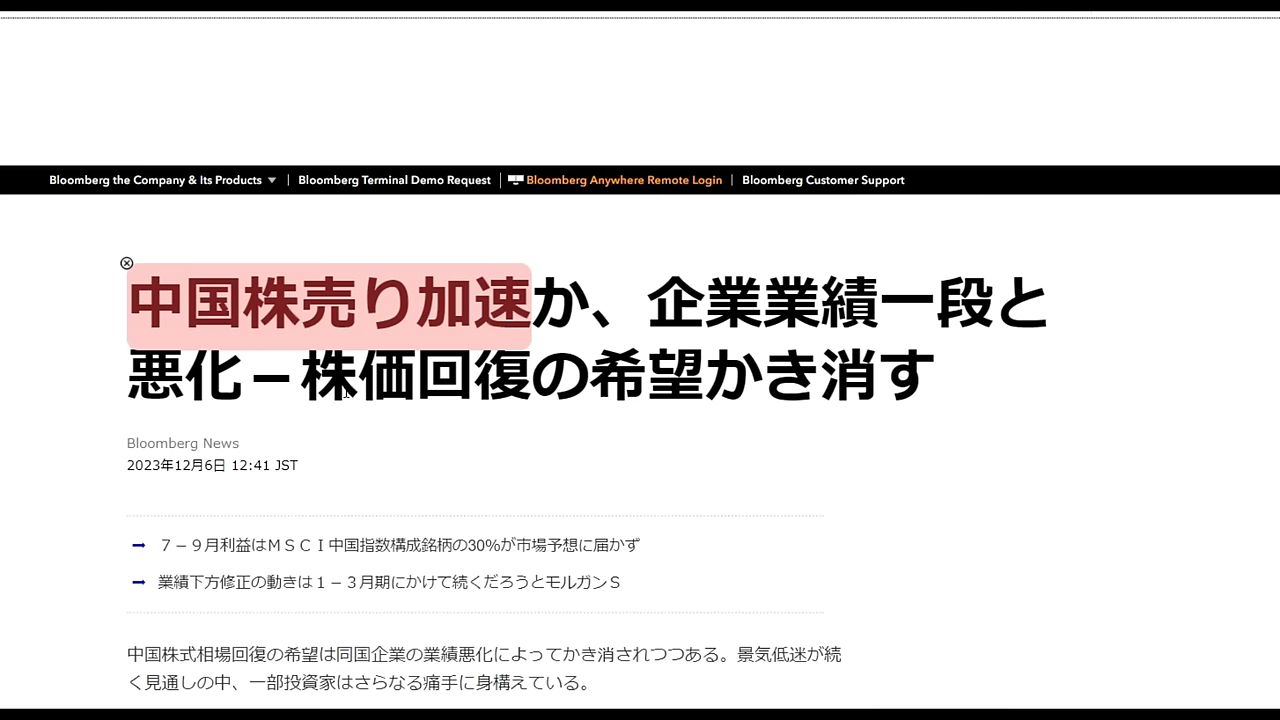 Bloomberg the Company & Its Products | Bloomberg Terminal Demo Request | Bloomberg Anywhere Remote Login | Bloomberg Customer Support
中国株売り加速か、企業業績一段と
悪化－株価回復の希望かき消す
Bloomberg News
2023年12月6日 12:41 JST
７－９月利益はＭＳＣＩ中国指数構成銘柄の30%が市場予想に届かず
業績下方修正の動きは１－３月期にかけて続くだろうとモルガンＳ
中国株式相場回復の希望は同国企業の業績悪化によってかき消されつつある。景気低迷が続
く見通しの中、一部投資家はさらなる痛手に身構えている。